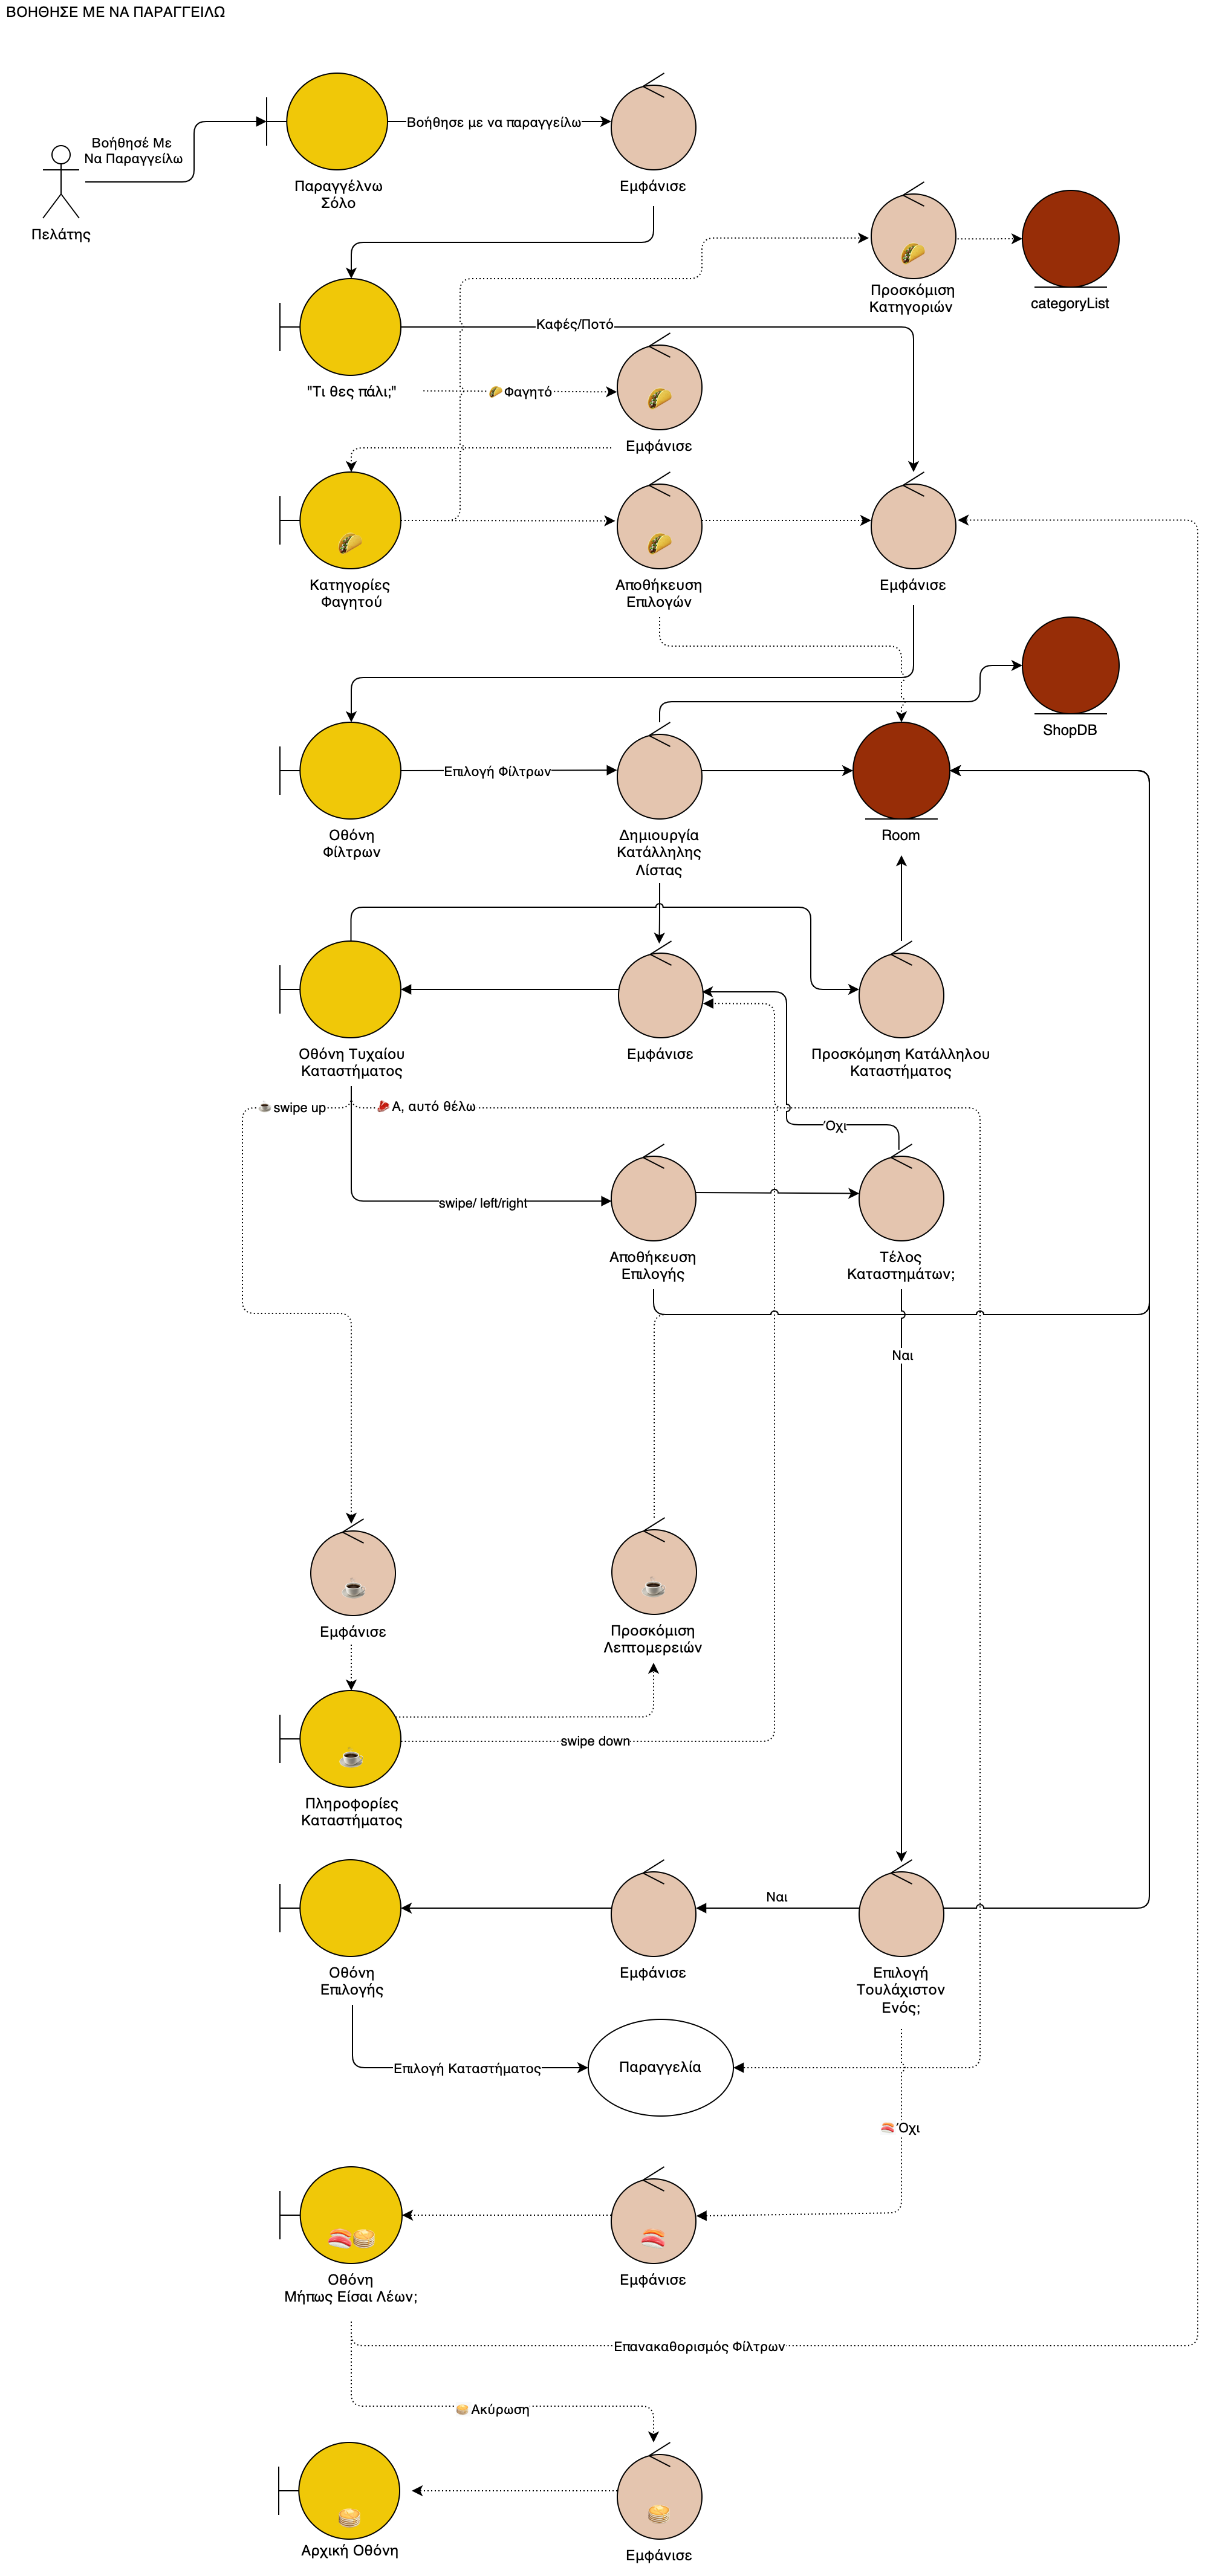 ΒΟΗΘΗΣΕ ΜΕ ΝΑ ΠΑΡΑΓΓΕΙΛΩ
Βοήθησέ Με
Να Παραγγείλω
Πελάτης
Παραγγέλνω
Σόλο
Βοήθησε με να παραγγείλω
Εμφάνισε
Προσκόμιση
Κατηγοριών
categoryList
Καφές/Ποτό
"Τι θες πάλι;"
Φαγητό
Εμφάνισε
Κατηγορίες
Φαγητού
Αποθήκευση
Επιλογών
Εμφάνισε
ShopDB
Επιλογή Φίλτρων
Οθόνη
Φίλτρων
Δημιουργία
Κατάλληλης
Λίστας
Room
Οθόνη Τυχαίου
Καταστήματος
Εμφάνισε
Προσκόμηση Κατάλληλου
Καταστήματος
swipe up
Α, αυτό θέλω
Όχι
swipe/ left/right
Αποθήκευση
Επιλογής
Τέλος
Καταστημάτων;
Ναι
Εμφάνισε
Προσκόμιση
Λεπτομερειών
swipe down
Πληροφορίες
Καταστήματος
Ναι
Οθόνη
Επιλογής
Εμφάνισε
Επιλογή
Τουλάχιστον
Ενός;
Επιλογή Καταστήματος
Παραγγελία
Όχι
Οθόνη
Μήπως Είσαι Λέων;
Εμφάνισε
Επανακαθορισμός Φίλτρων
Ακύρωση
Αρχική Οθόνη
Εμφάνισε